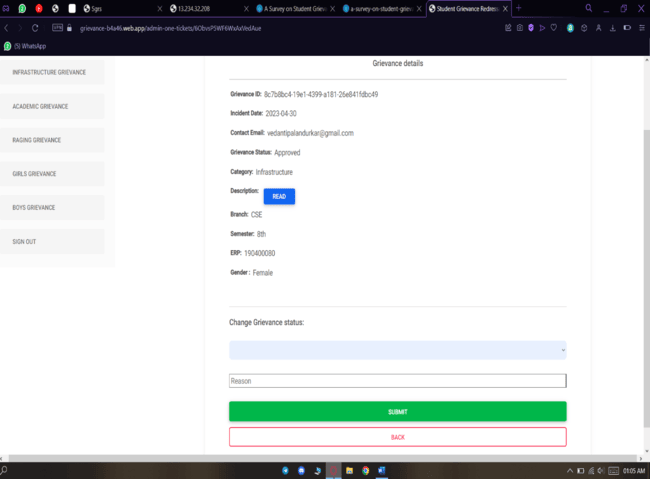 5grs
13.234.32.208
A Survey on Student Grieva
a-survey-on-student-griev
Student Grievance Redress
VPN
grievance-b4a46.web.app/admin-one-tickets/6ObvsP5WF6WxAxVedAue
(5) WhatsApp
Grievance details
INFRASTRUCTURE GRIEVANCE
ACADEMIC GRIEVANCE
RAGING GRIEVANCE
GIRLS GRIEVANCE
BOYS GRIEVANCE
SIGN OUT
Grievance ID: 8c7b8bc4-19e1-4399-a181-26e841fdbc49
Incident Date: 2023-04-30
Contact Email: vedantipalandurkar@gmail.com
Grievance Status: Approved
Category: Infrastructure
Description: READ
Branch: CSE
Semester: 8th
ERP: 190400080
Gender : Female
Change Grievance status:
Reason
SUBMIT
BACK
01:05 AM